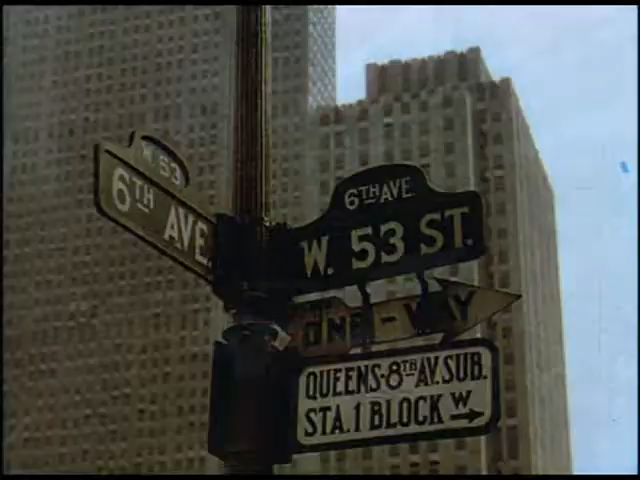 W 53
6TH AVE.
6TH AVE.
W. 53 ST.
ONE-WAY
QUEENS-8TH AV. SUB.
STA. 1 BLOCK W